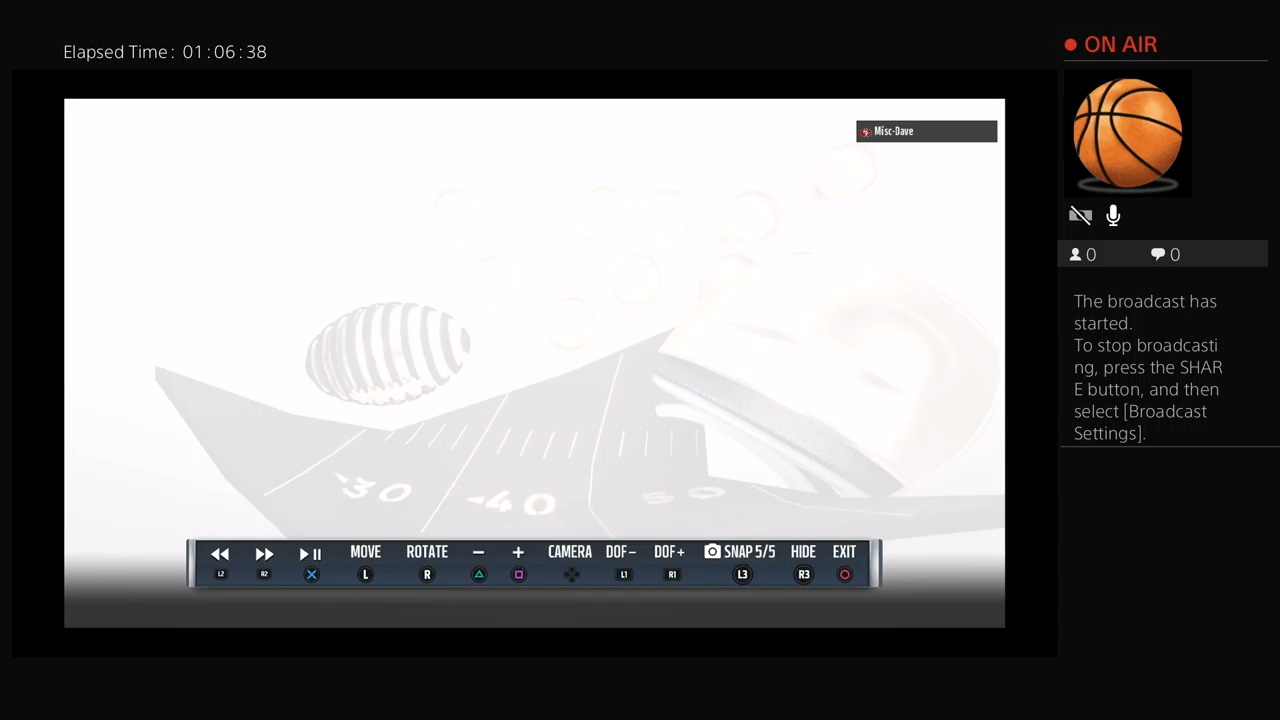 Elapsed Time: 01:06:38
ON AIR
Misc-Dave
0 0
The broadcast has
started.
To stop broadcasti
ng, press the SHAR
E button, and then
select [Broadcast
Settings].
-30 -40 50
MOVE ROTATE − + CAMERA DOF− DOF+ SNAP 5/5 HIDE EXIT
L2 R2 L R L1 R1 L3 R3